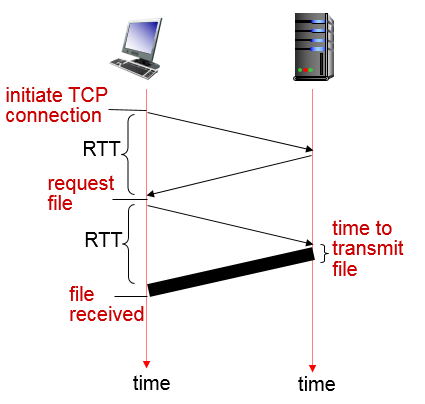 initiate TCP
connection
RTT
request
file
RTT
time to
transmit
file
file
received
time
time